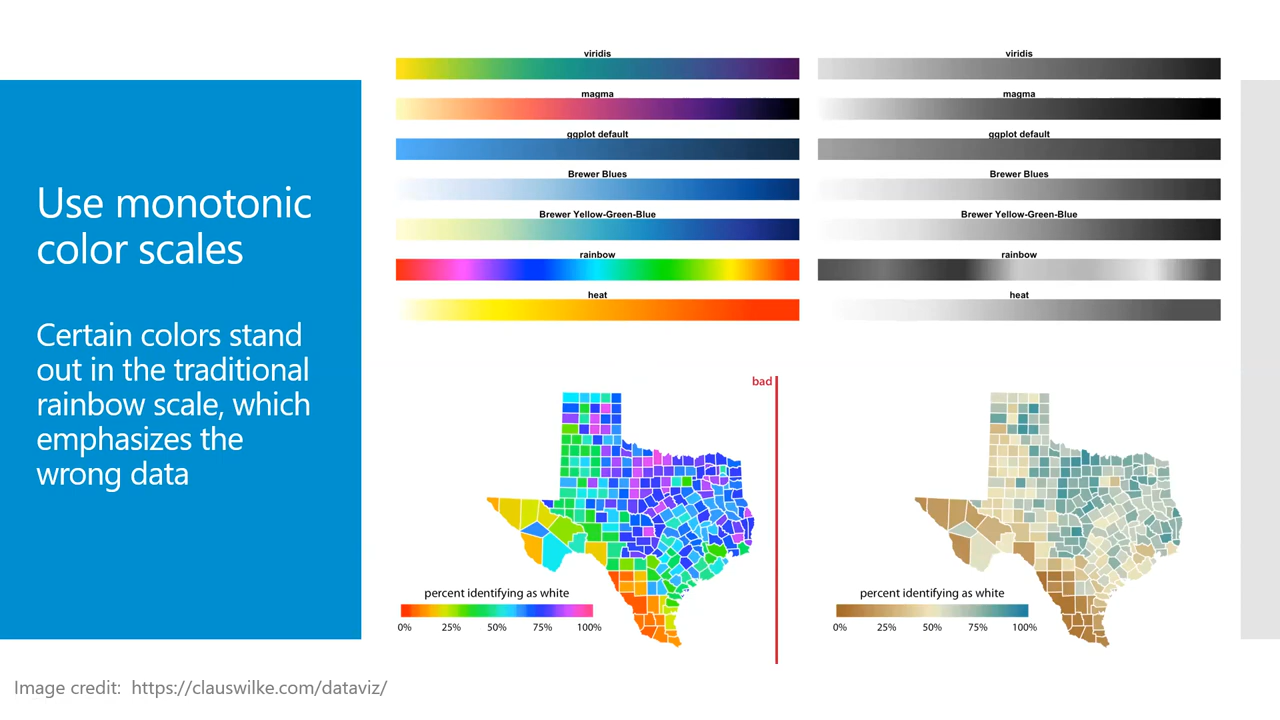 Use monotonic
color scales
Certain colors stand
out in the traditional
rainbow scale, which
emphasizes the
wrong data
viridis
magma
ggplot default
Brewer Blues
Brewer Yellow-Green-Blue
rainbow
heat
viridis
magma
ggplot default
Brewer Blues
Brewer Yellow-Green-Blue
rainbow
heat
bad
percent identifying as white
0% 25% 50% 75% 100%
percent identifying as white
0% 25% 50% 75% 100%
Image credit: https://clauswilke.com/dataviz/